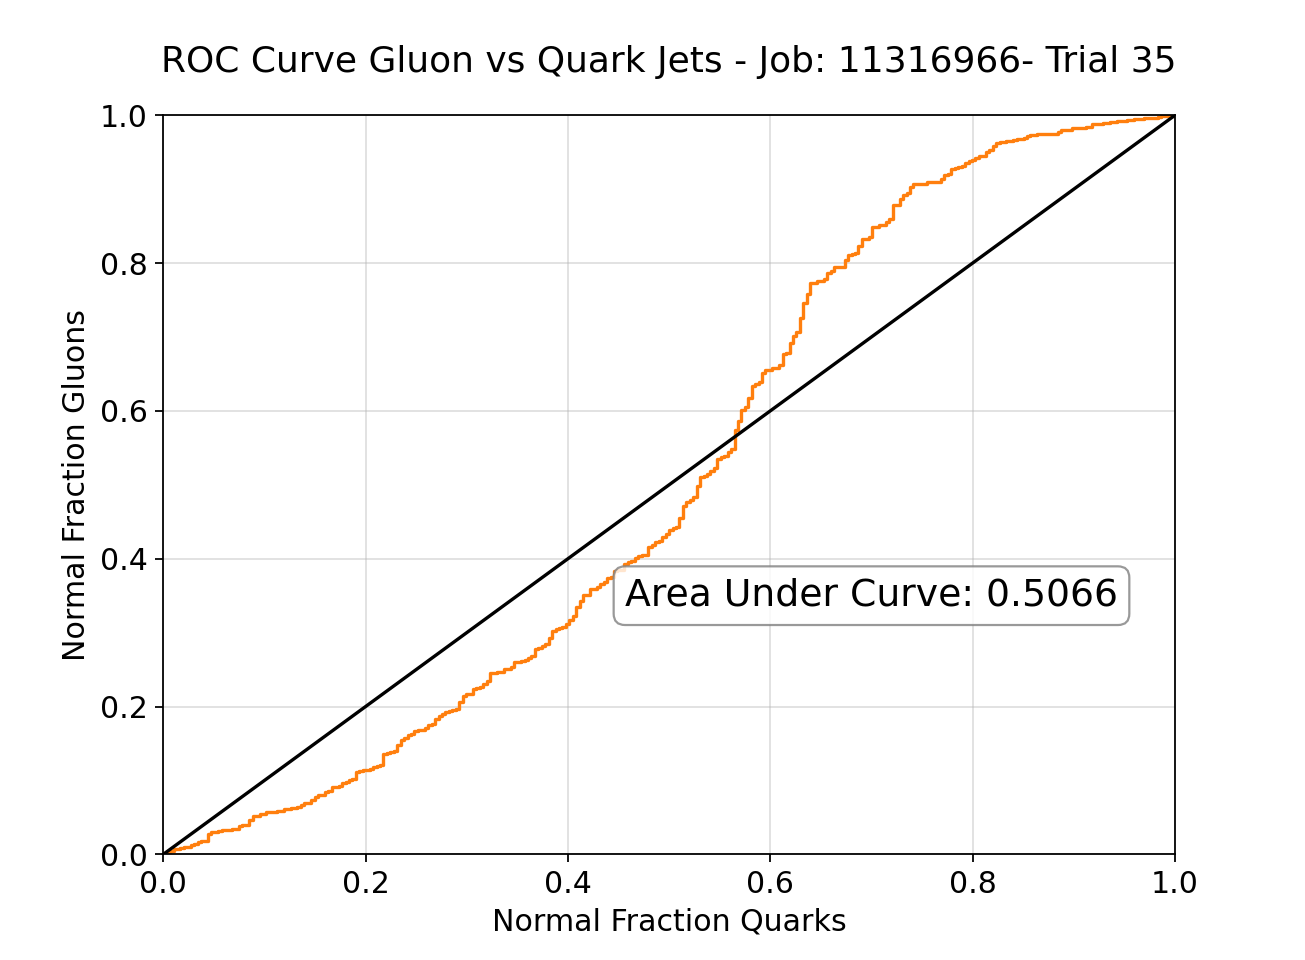 ROC Curve Gluon vs Quark Jets - Job: 11316966- Trial 35
1.0
0.8
0.6
0.4
0.2
0.0
Normal Fraction Gluons
Area Under Curve: 0.5066
0.0 0.2 0.4 0.6 0.8 1.0
Normal Fraction Quarks